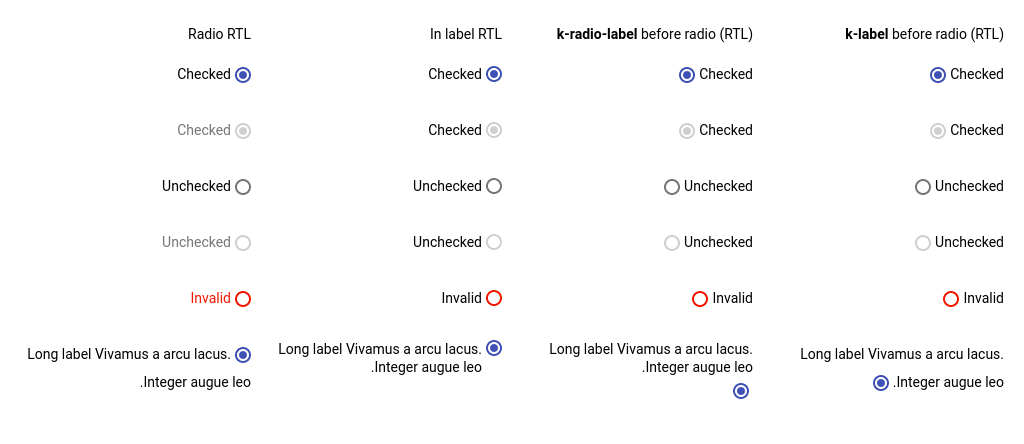 Radio RTL
In label RTL
k-radio-label before radio (RTL)
k-label before radio (RTL)
Checked
Checked
Checked
Checked
Checked
Checked
Checked
Checked
Unchecked
Unchecked
Unchecked
Unchecked
Unchecked
Unchecked
Unchecked
Unchecked
Invalid
Invalid
Invalid
Invalid
Long label Vivamus a arcu lacus.
.Integer augue leo
Long label Vivamus a arcu lacus.
.Integer augue leo
Long label Vivamus a arcu lacus.
.Integer augue leo
Long label Vivamus a arcu lacus.
.Integer augue leo